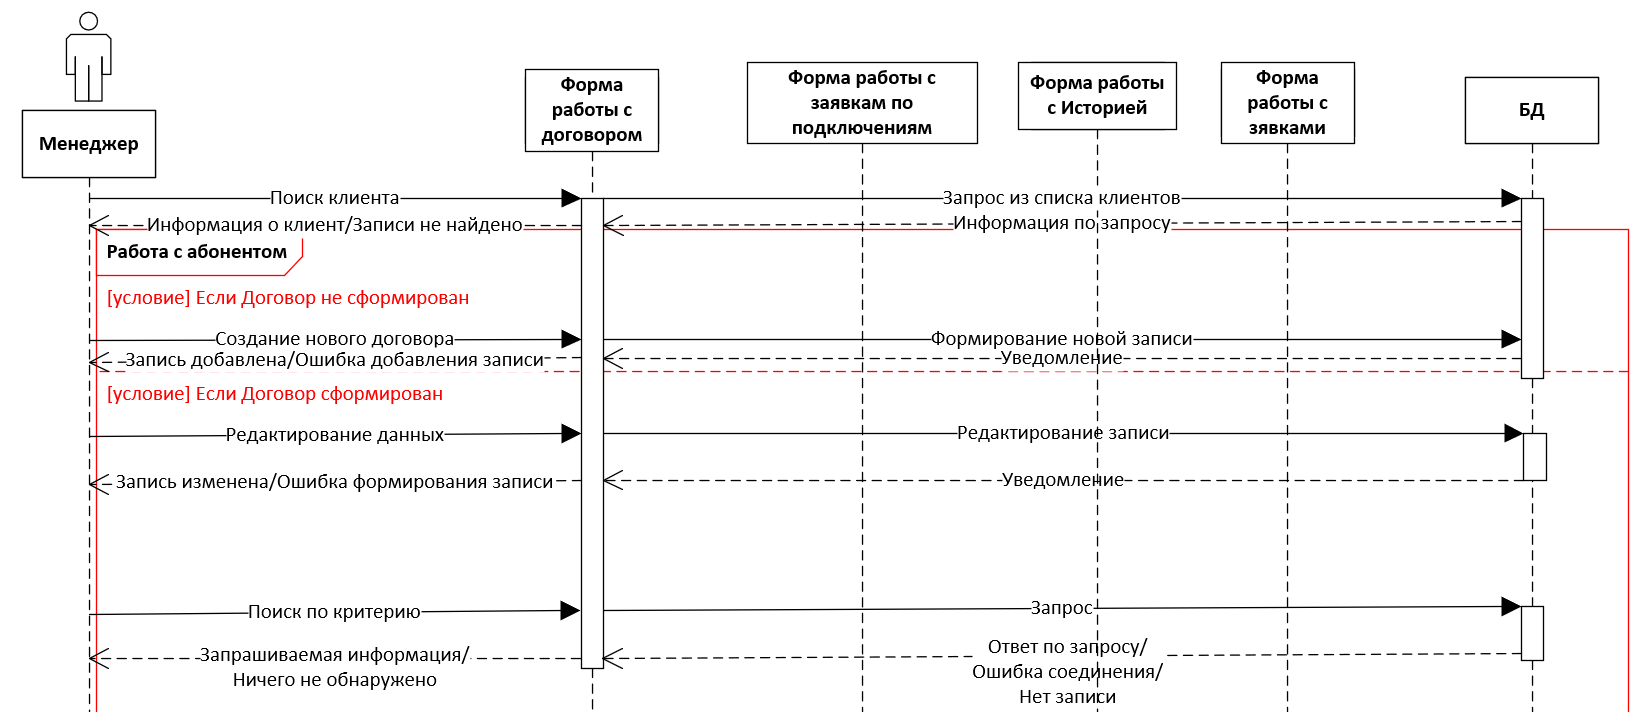 Менеджер
Форма
работы с
договором
Форма работы с
заявкам по
подключениям
Форма работы
с Историей
Форма
работы с
зявками
БД
Поиск клиента
Запрос из списка клиентов
Информация о клиент/Записи не найдено
Информация по запросу
Работа с абонентом
[условие] Если Договор не сформирован
Создание нового договора
Формирование новой записи
Запись добавлена/Ошибка добавления записи
Уведомление
[условие] Если Договор сформирован
Редактирование данных
Редактирование записи
Запись изменена/Ошибка формирования записи
Уведомление
Поиск по критерию
Запрос
Запрашиваемая информация/
Ничего не обнаружено
Ответ по запросу/
Ошибка соединения/
Нет записи